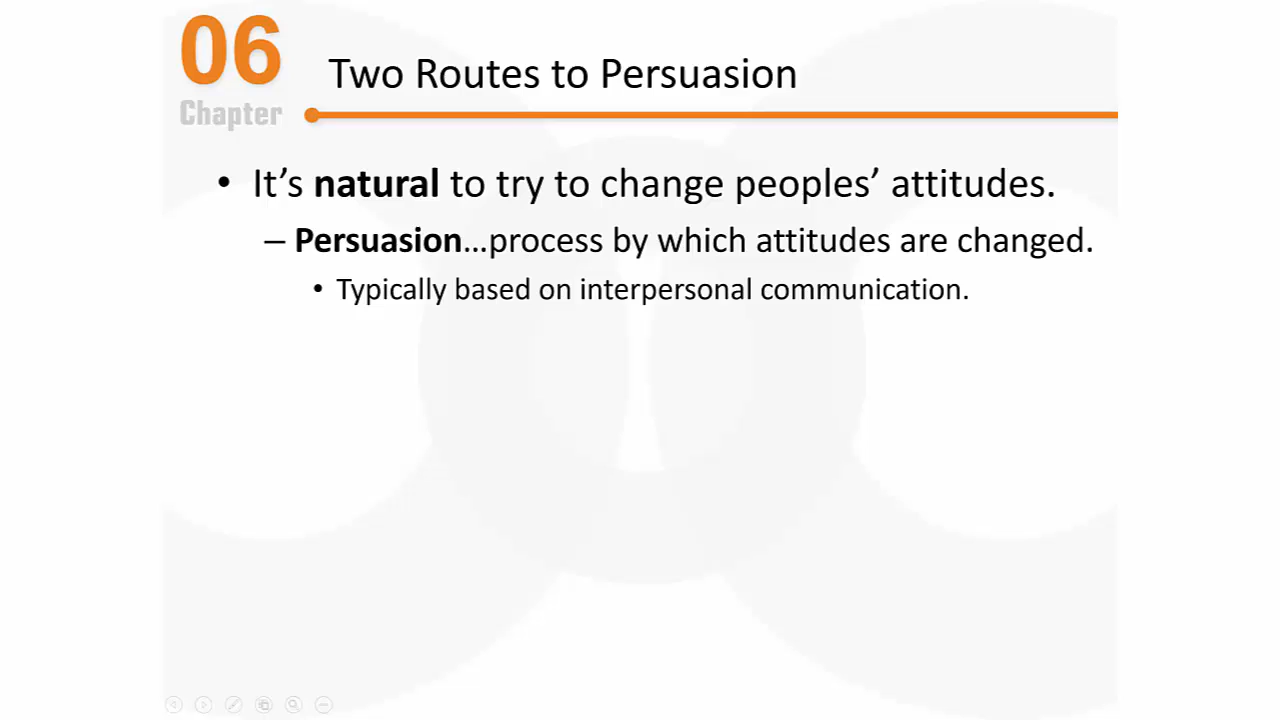 06
Chapter
Two Routes to Persuasion
• It’s natural to try to change peoples’ attitudes.
– Persuasion…process by which attitudes are changed.
• Typically based on interpersonal communication.